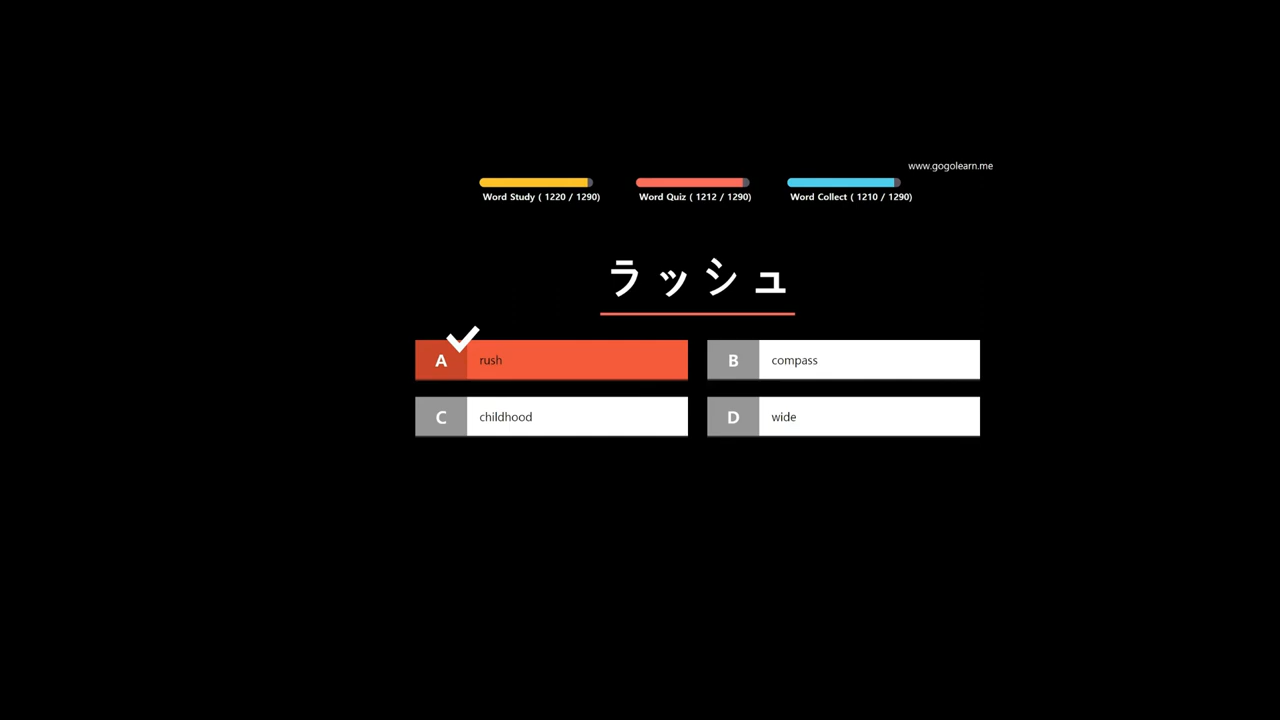 www.gogolearn.me
Word Study ( 1220 / 1290) Word Quiz ( 1212 / 1290) Word Collect ( 1210 / 1290)
ラッシュ
A rush
B compass
C childhood
D wide